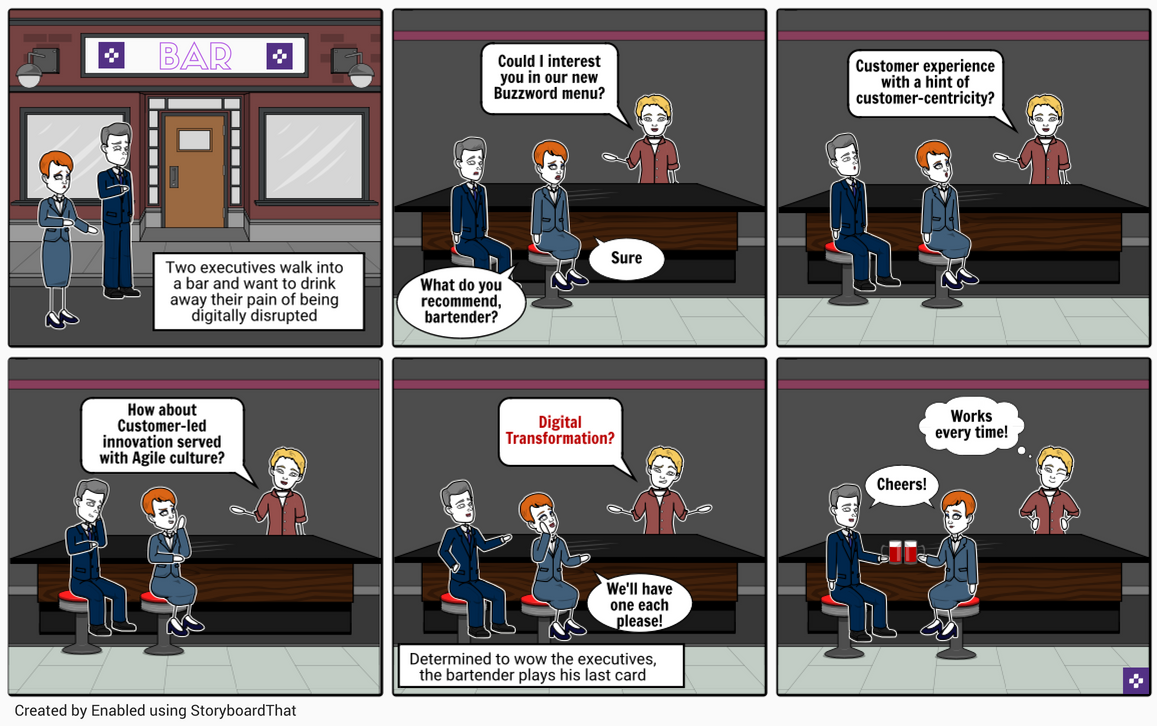 BAR
Two executives walk into
a bar and want to drink
away their pain of being
digitally disrupted
Could I interest
you in our new
Buzzword menu?
Sure
What do you
recommend,
bartender?
Customer experience
with a hint of
customer-centricity?
How about
Customer-led
innovation served
with Agile culture?
Digital
Transformation?
We'll have
one each
please!
Determined to wow the executives,
the bartender plays his last card
Works
every time!
Cheers!
Created by Enabled using StoryboardThat